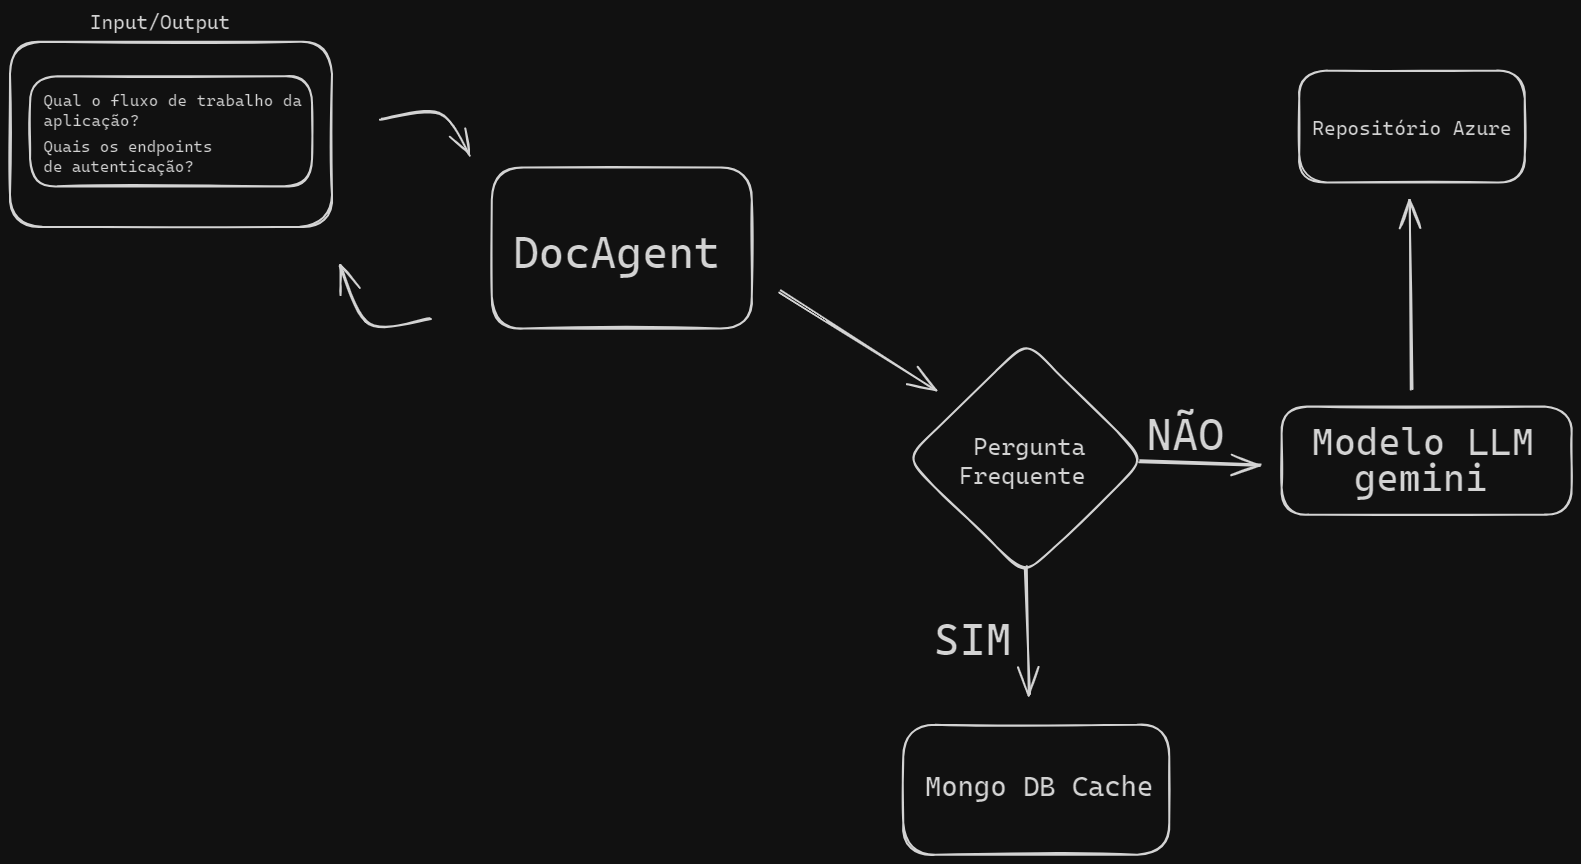 Input/Output
Qual o fluxo de trabalho da
aplicação?
Quais os endpoints
de autenticação?
DocAgent
Repositório Azure
Pergunta
Frequente
NÃO
Modelo LLM
gemini
SIM
Mongo DB Cache